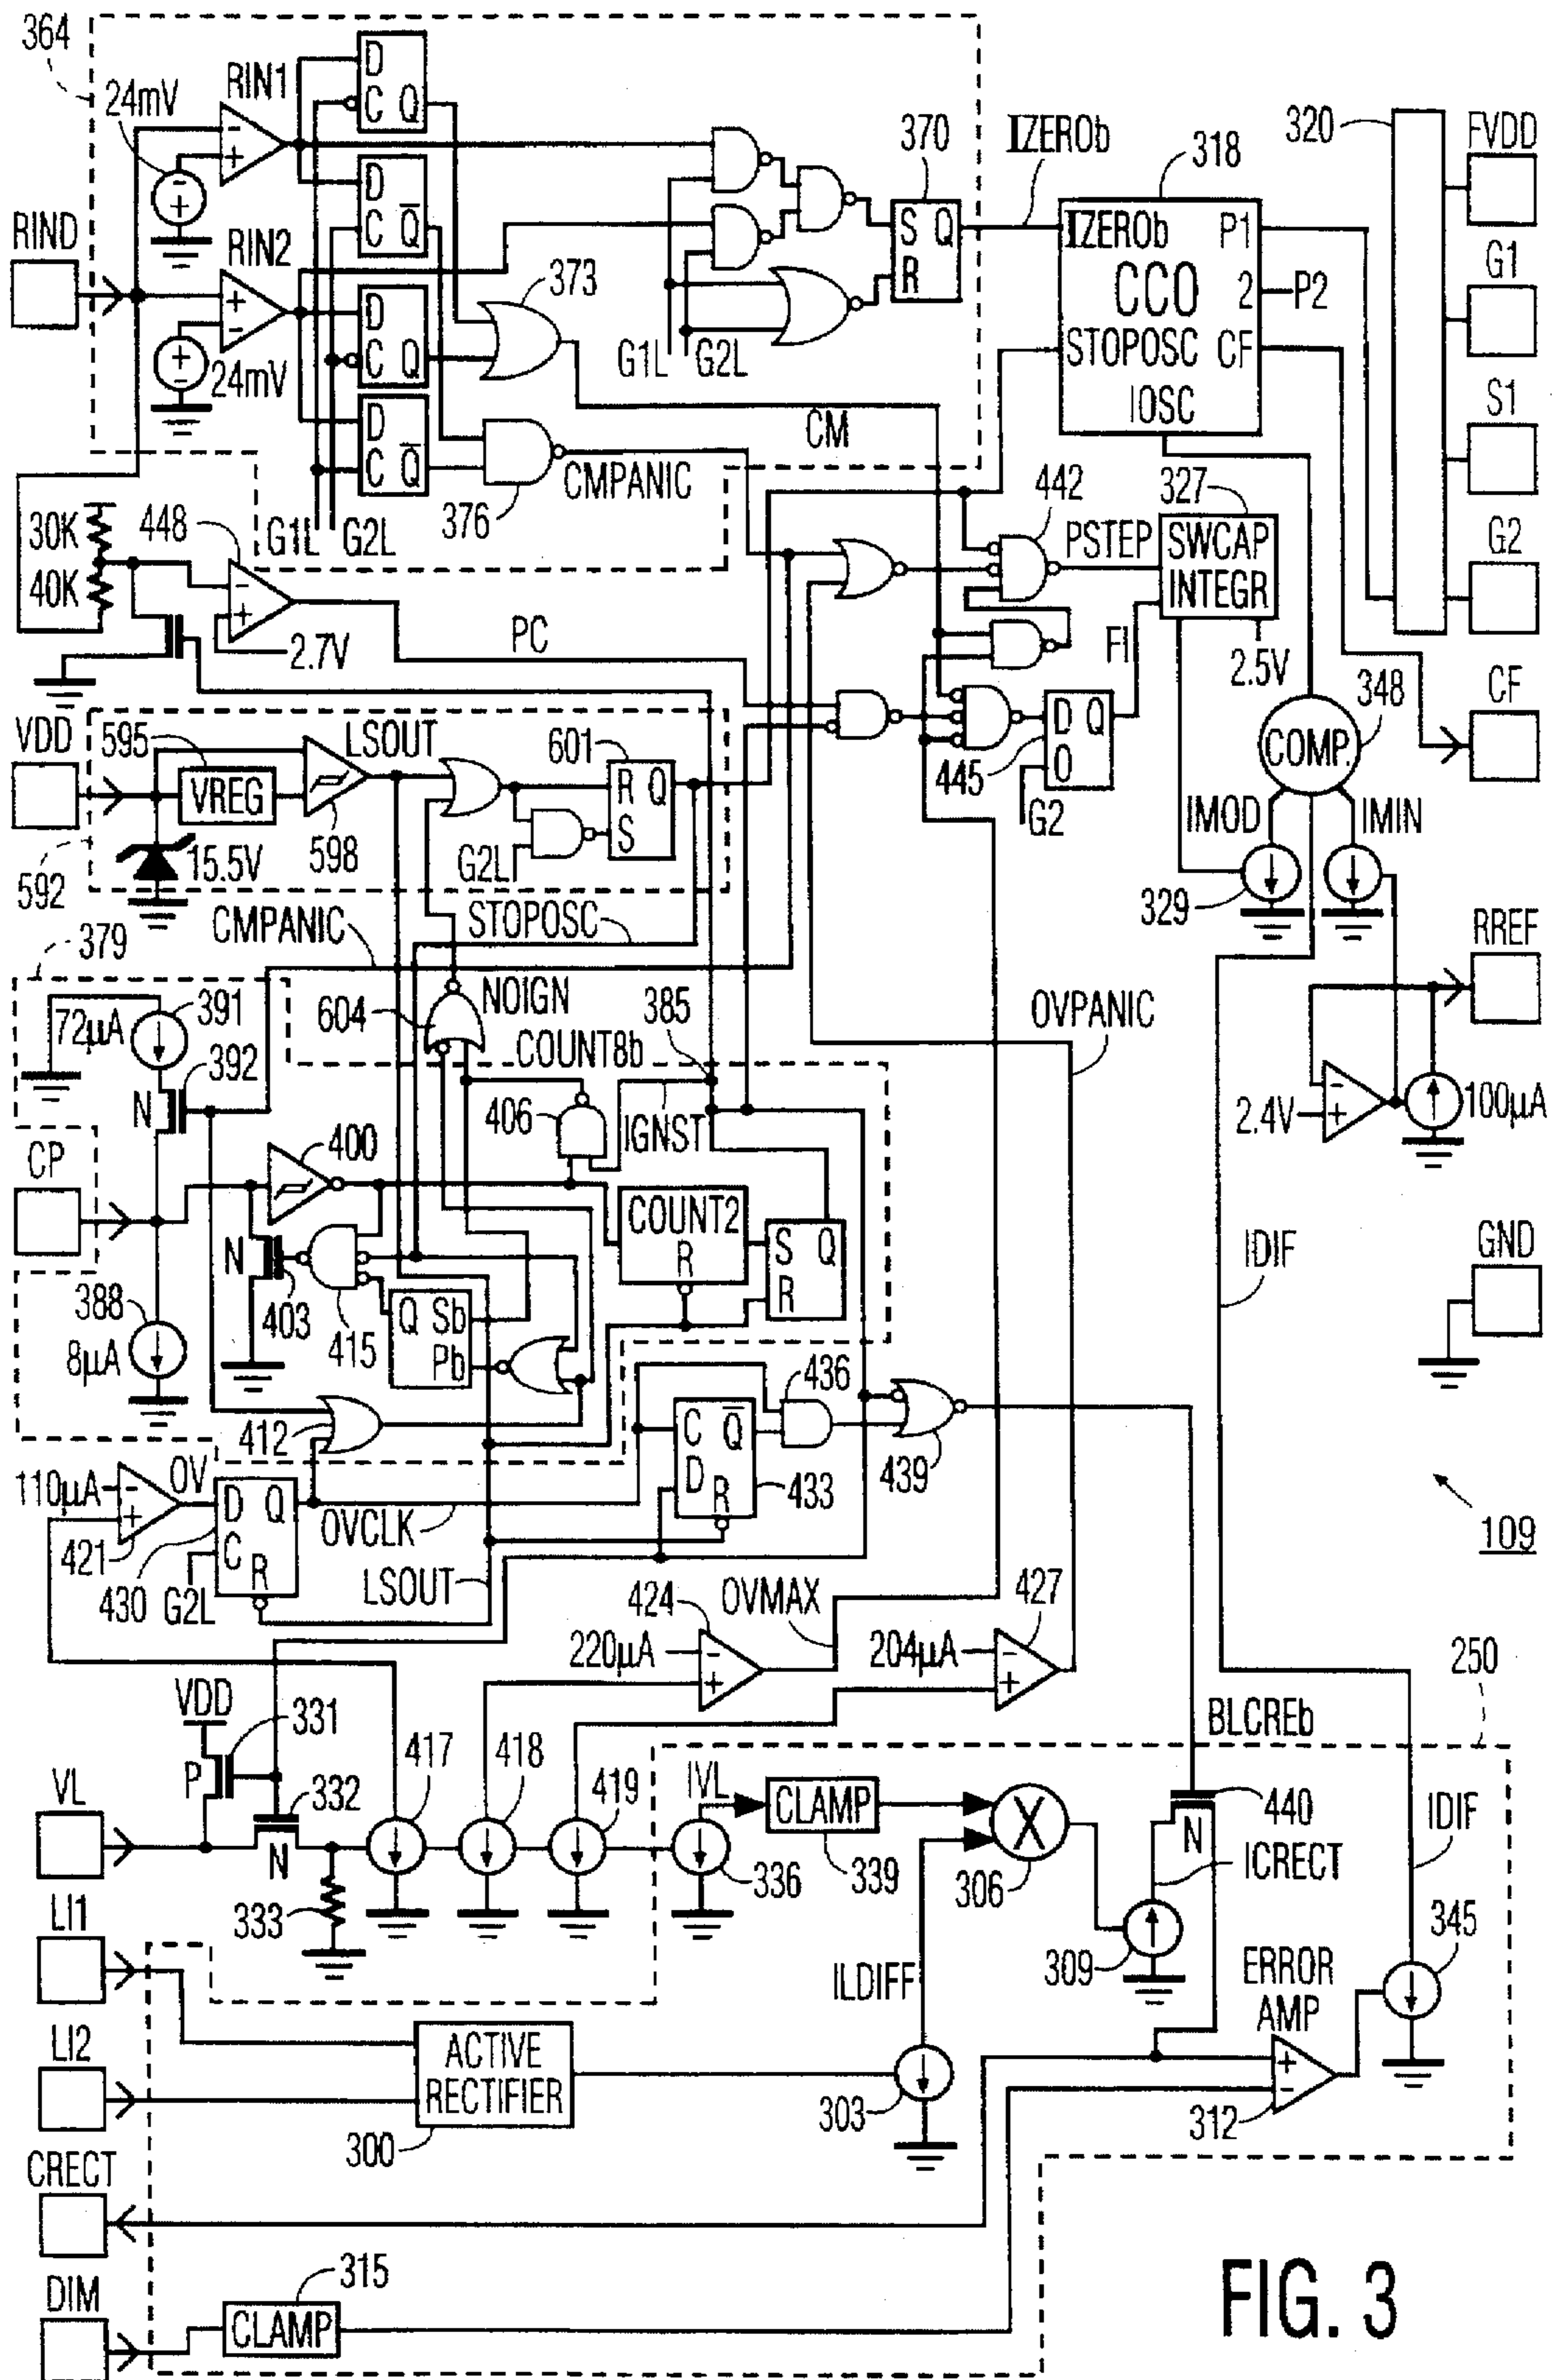 364
24mV
RIN1
D
C Q
D
C Q̅
RIND
RIN2
24mV
D
C Q
D
C Q̅
373
376
CM
CMPANIC
G1L G2L
G1L G2L
370
S Q
R
IZEROb
318
IZEROb P1
CCO
2 P2
STOPOSC CF
IOSC
320
FVDD
G1
S1
G2
CF
30K
40K
448
2.7V
PC
442
PSTEP
327
SWCAP
INTEGR
FI
2.5V
348
COMP.
445
D Q
0
G2
IMOD
IMIN
329
VDD
595
VREG
LSOUT
598
15.5V
592
601
R Q
S
G2L
CMPANIC
STOPOSC
379
72µA
391
392
N
604
NOIGN
COUNT8b
385
OVPANIC
RREF
2.4V
100µA
406
IGNST
CP
400
COUNT2
R
S Q
R
N
403
415
Q Sb
Pb
388
8µA
412
IDIF
GND
436
C Q̅
D
R
433
439
110µA
OV
421
D Q
C
R
430
G2L
OVCLK
LSOUT
109
424
OVMAX
220µA
427
204µA
250
VDD
331
P
VL
332
N
333
417
418
419
IVL
336
CLAMP
339
X
306
BLCREb
440
N
ICRECT
309
IDIF
345
LI1
LI2
ACTIVE
RECTIFIER
300
ILDIFF
303
ERROR
AMP
312
CRECT
DIM
315
CLAMP
FIG. 3